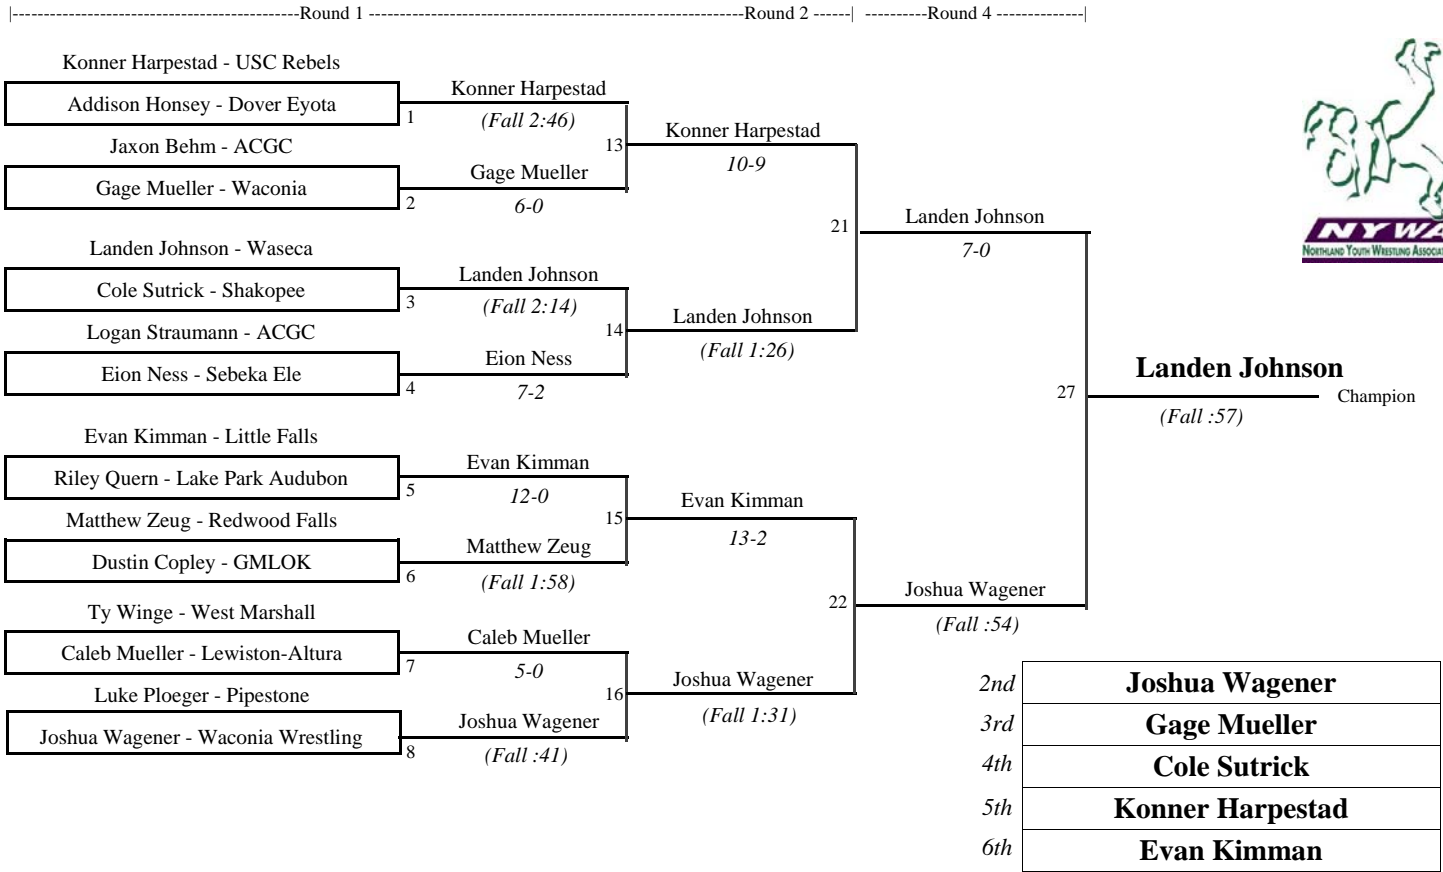 |----------------------------------------------Round 1 ------------------------------------------------------------Round 2 ------| ----------Round 4 --------------|
Konner Harpestad - USC Rebels
Addison Honsey - Dover Eyota
1
Konner Harpestad
(Fall 2:46)
Jaxon Behm - ACGC
Gage Mueller - Waconia
2
Gage Mueller
6-0
13
Konner Harpestad
10-9
Landen Johnson - Waseca
Cole Sutrick - Shakopee
3
Landen Johnson
(Fall 2:14)
Logan Straumann - ACGC
Eion Ness - Sebeka Ele
4
Eion Ness
7-2
14
Landen Johnson
(Fall 1:26)
21
Landen Johnson
7-0
Evan Kimman - Little Falls
Riley Quern - Lake Park Audubon
5
Evan Kimman
12-0
Matthew Zeug - Redwood Falls
Dustin Copley - GMLOK
6
Matthew Zeug
(Fall 1:58)
15
Evan Kimman
13-2
Ty Winge - West Marshall
Caleb Mueller - Lewiston-Altura
7
Caleb Mueller
5-0
Luke Ploeger - Pipestone
Joshua Wagener - Waconia Wrestling
8
Joshua Wagener
(Fall :41)
16
Joshua Wagener
(Fall 1:31)
22
Joshua Wagener
(Fall :54)
27
Landen Johnson
Champion
(Fall :57)
NYWA
Northland Youth Wrestling
2nd Joshua Wagener
3rd Gage Mueller
4th Cole Sutrick
5th Konner Harpestad
6th Evan Kimman